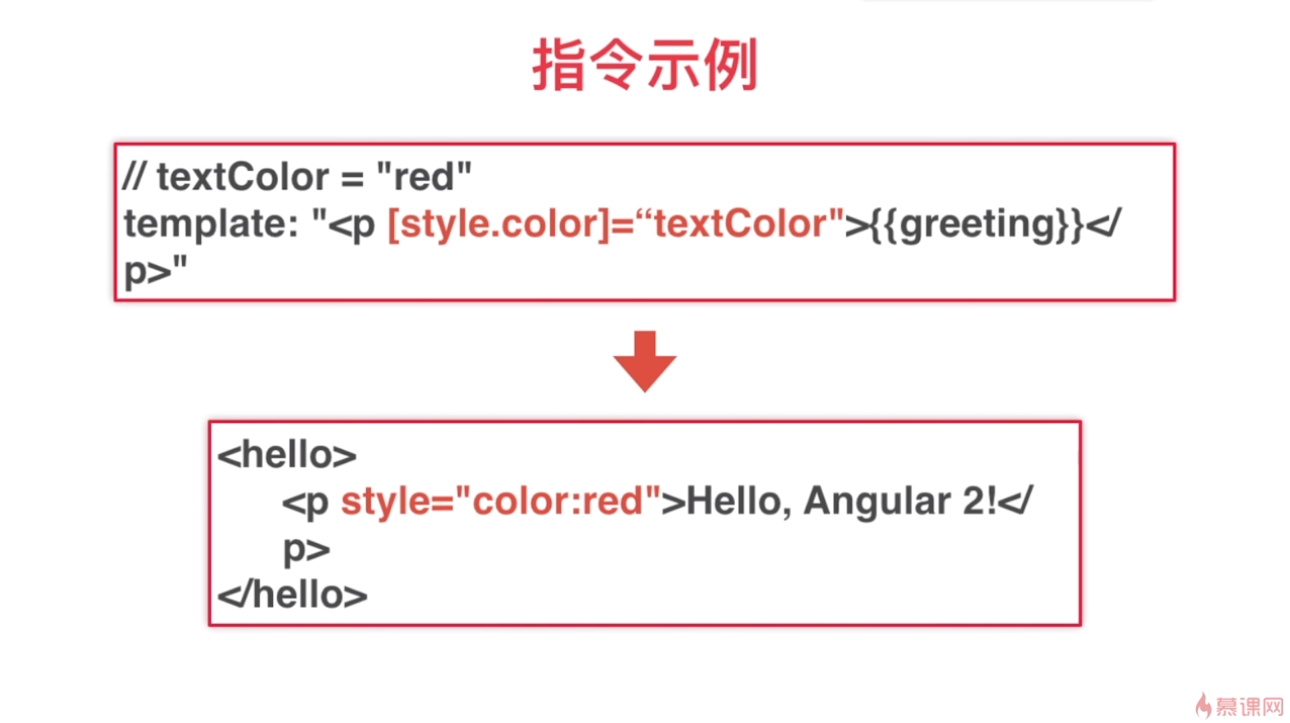 指令示例
// textColor = "red"
template: "<p [style.color]=“textColor">{{greeting}}</
p>"
<hello>
<p style="color:red">Hello, Angular 2!</
p>
</hello>
慕课网